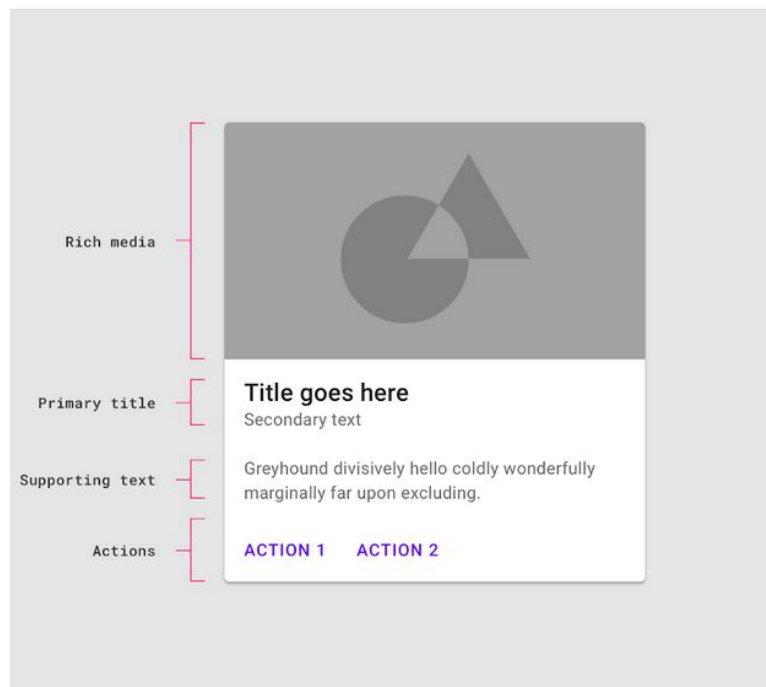 Rich media
Primary title
Title goes here
Secondary text
Supporting text
Greyhound divisively hello coldly wonderfully
marginally far upon excluding.
Actions
ACTION 1 ACTION 2